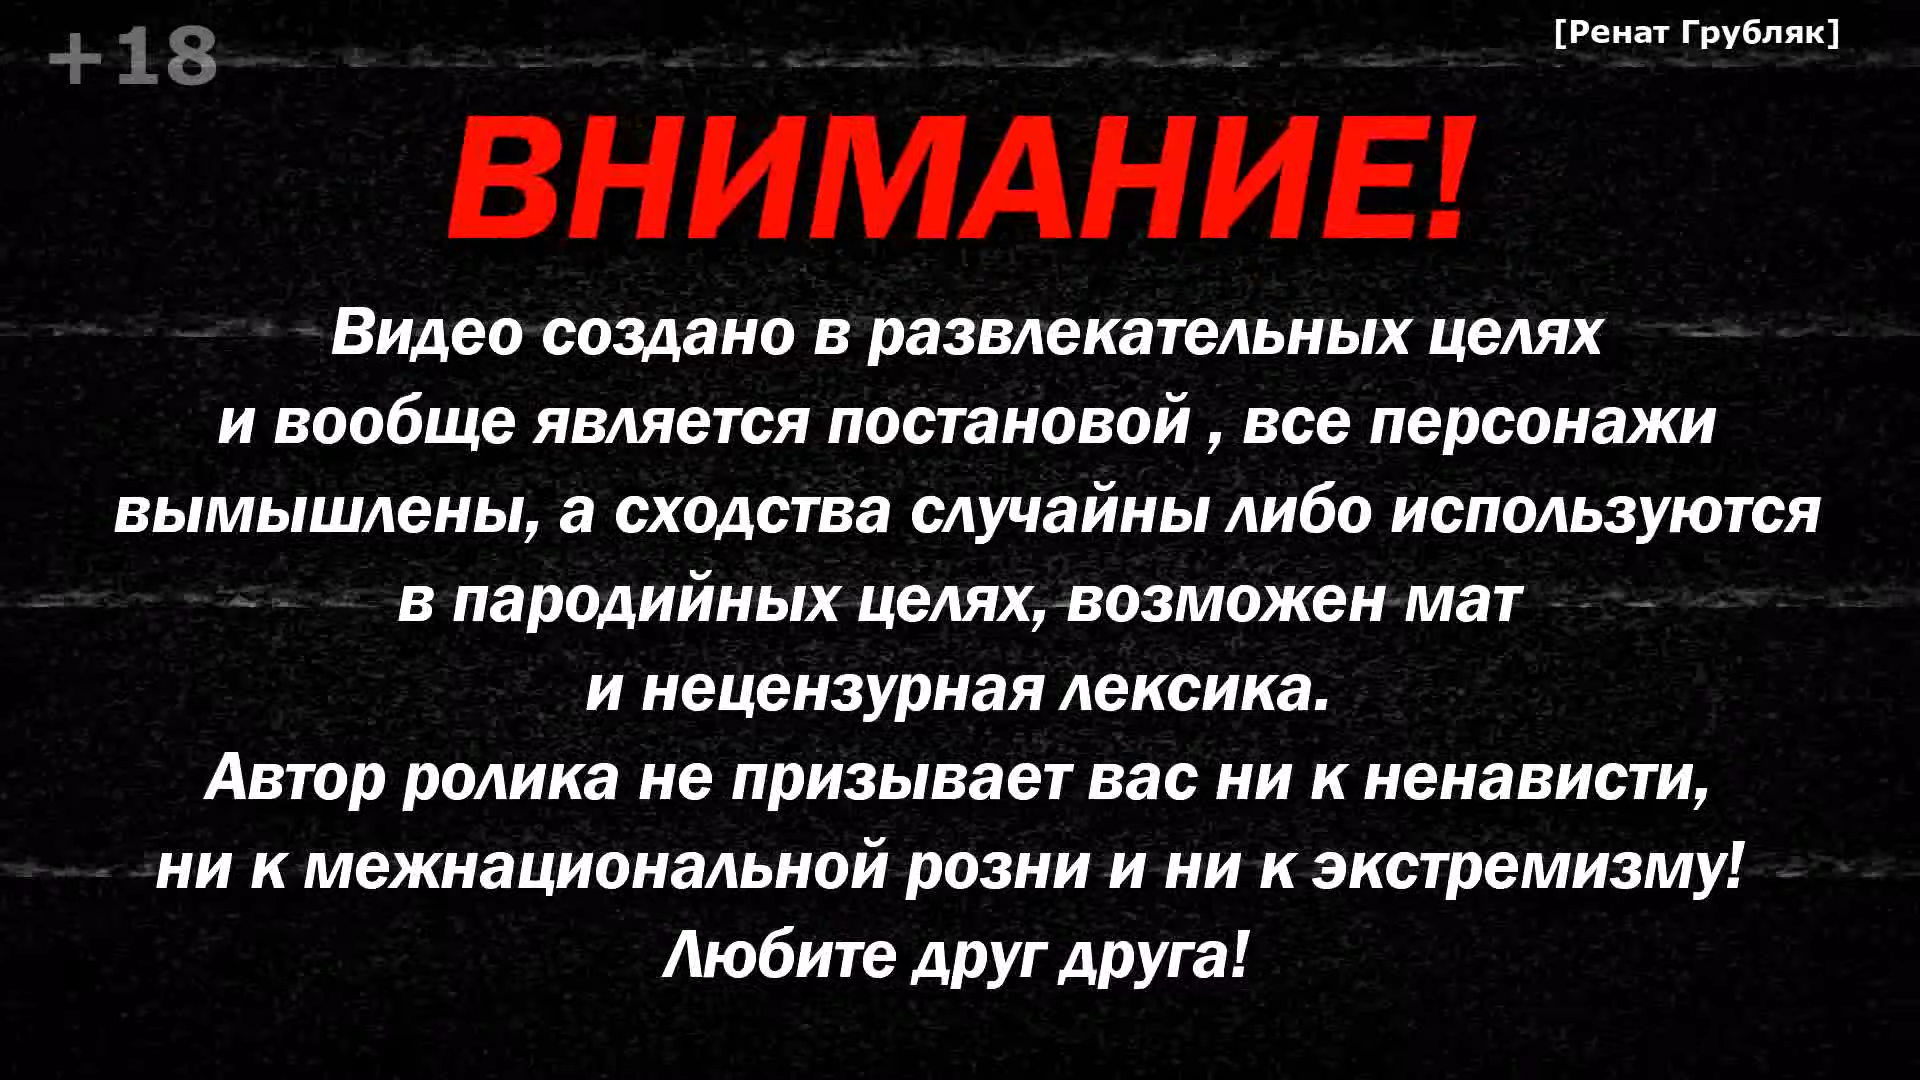 +18
[Ренат Грубляк]
ВНИМАНИЕ!
Видео создано в развлекательных целях
и вообще является постановой , все персонажи
вымышлены, а сходства случайны либо используются
в пародийных целях, возможен мат
и нецензурная лексика.
Автор ролика не призывает вас ни к ненависти,
ни к межнациональной розни и ни к экстремизму!
Любите друг друга!